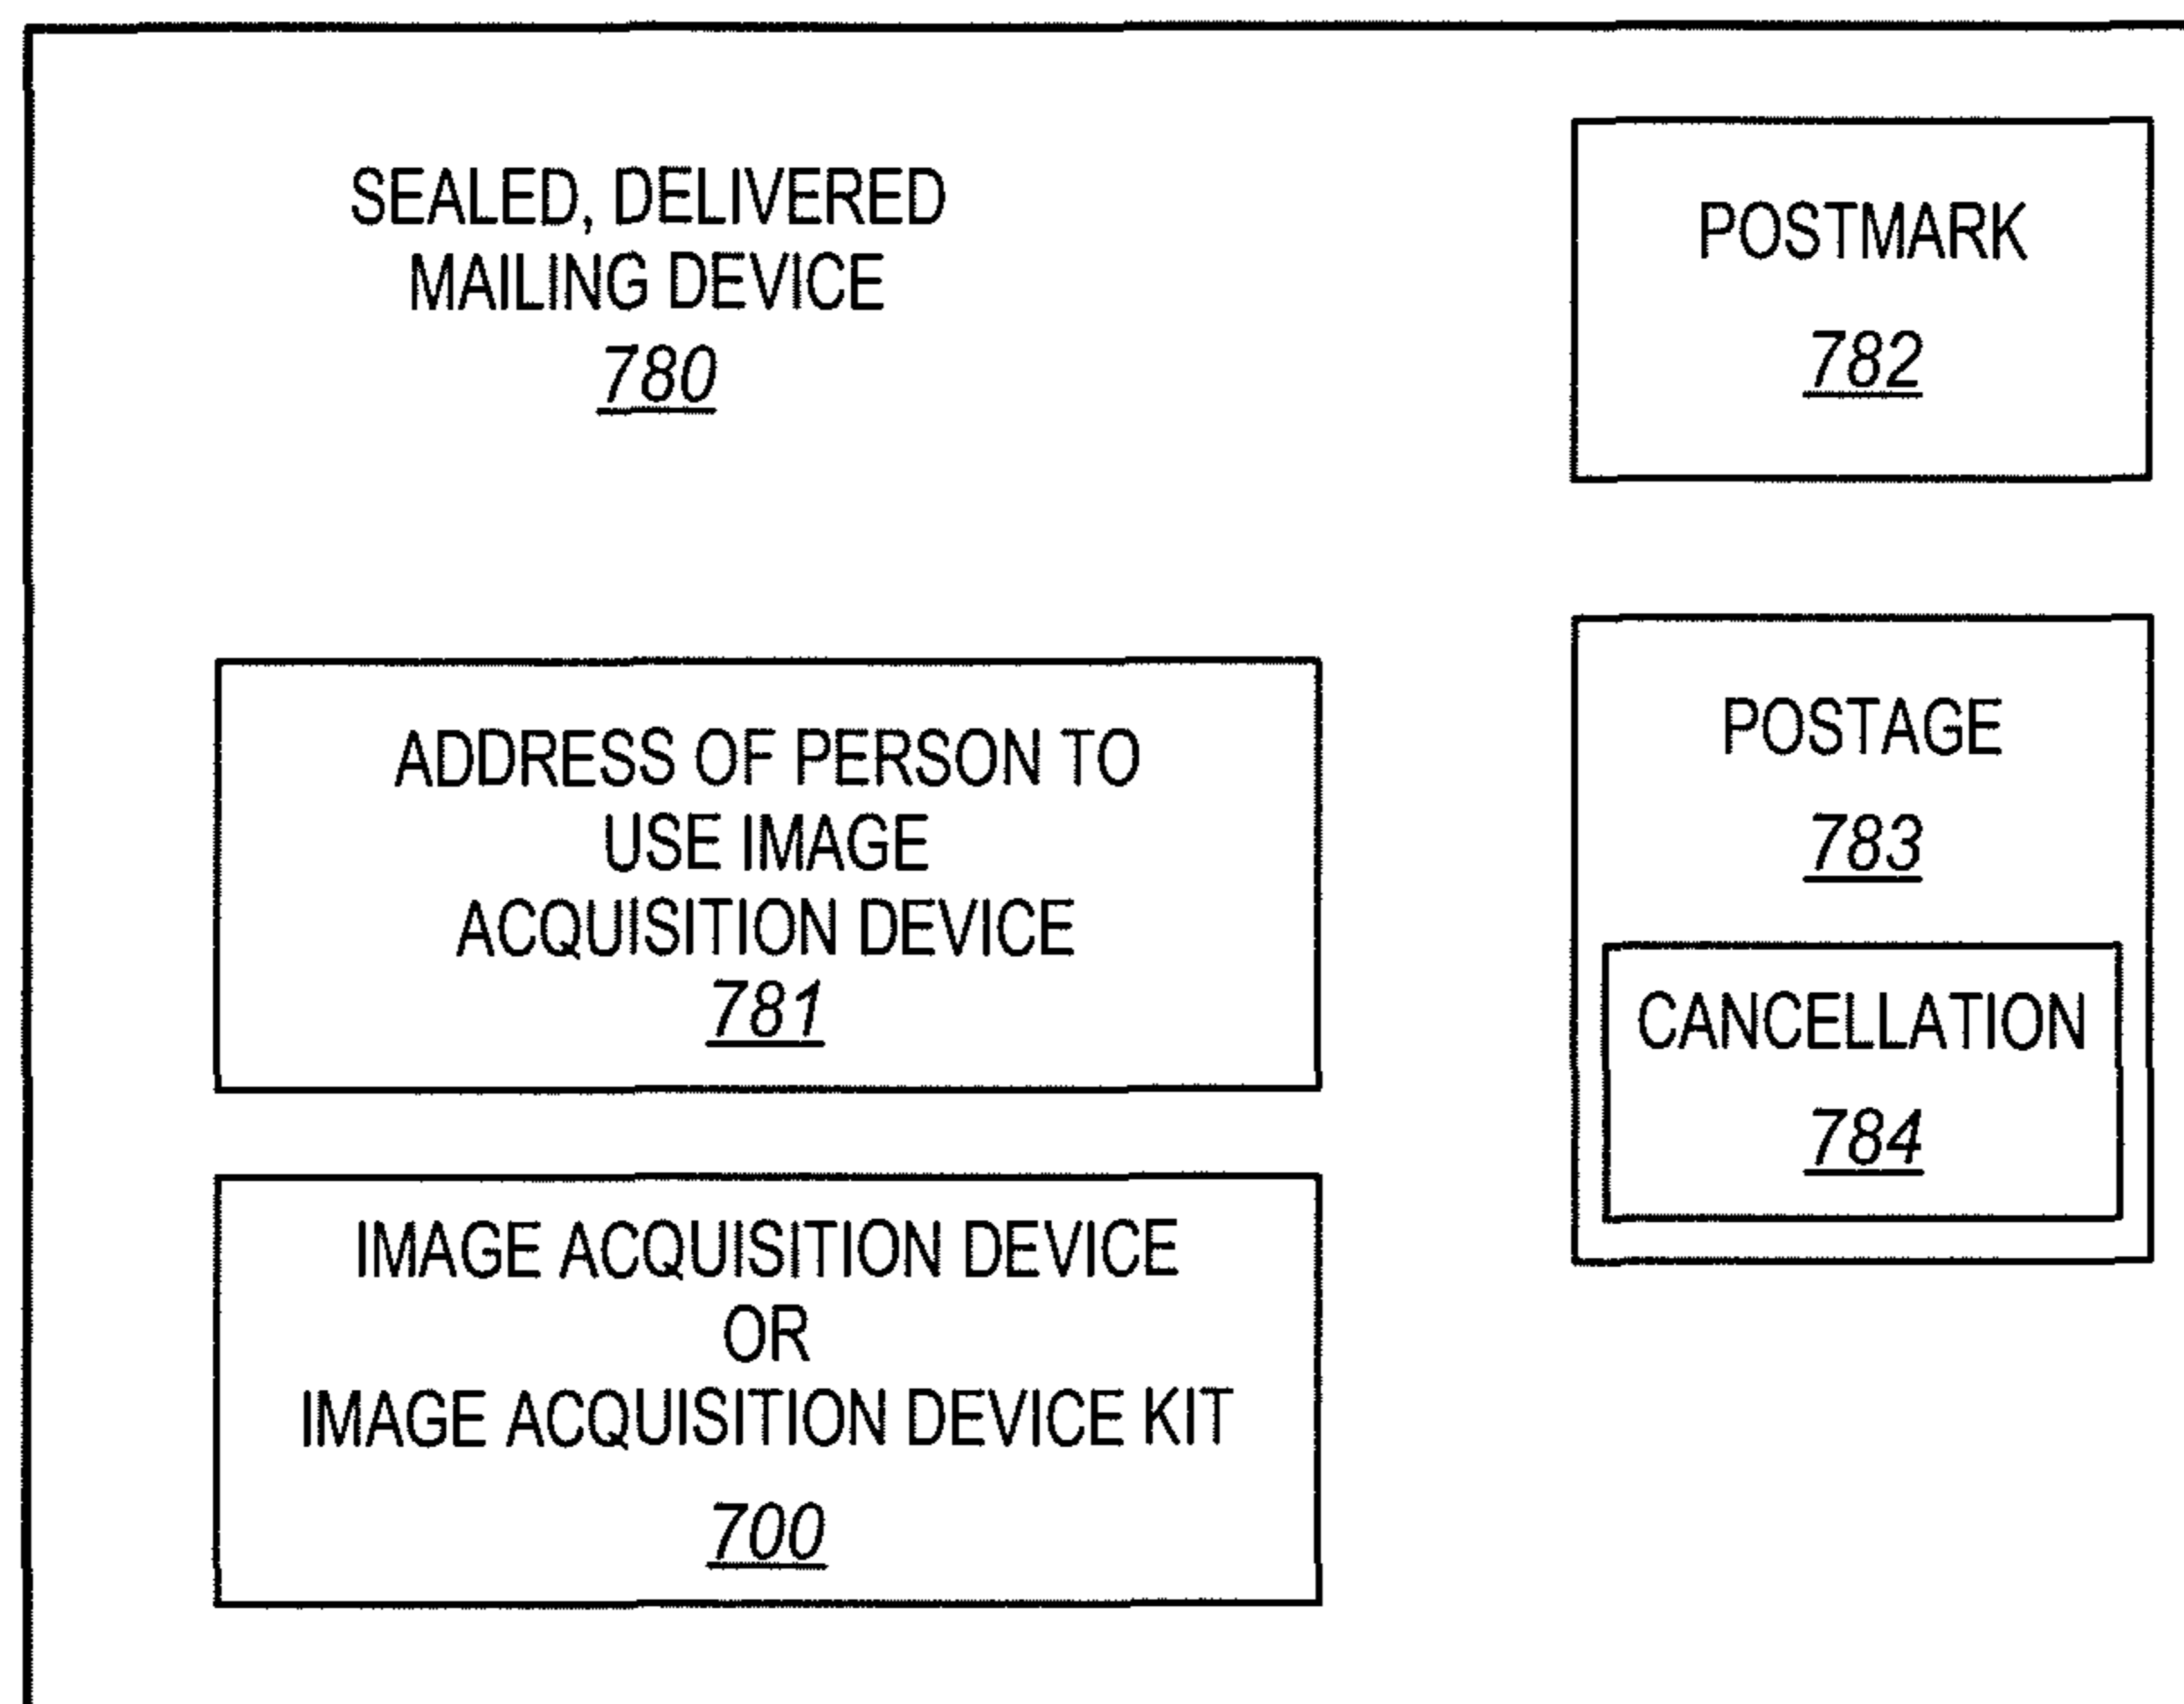 SEALED, DELIVERED
MAILING DEVICE
780
POSTMARK
782
ADDRESS OF PERSON TO
USE IMAGE
ACQUISITION DEVICE
781
POSTAGE
783
CANCELLATION
784
IMAGE ACQUISITION DEVICE
OR
IMAGE ACQUISITION DEVICE KIT
700